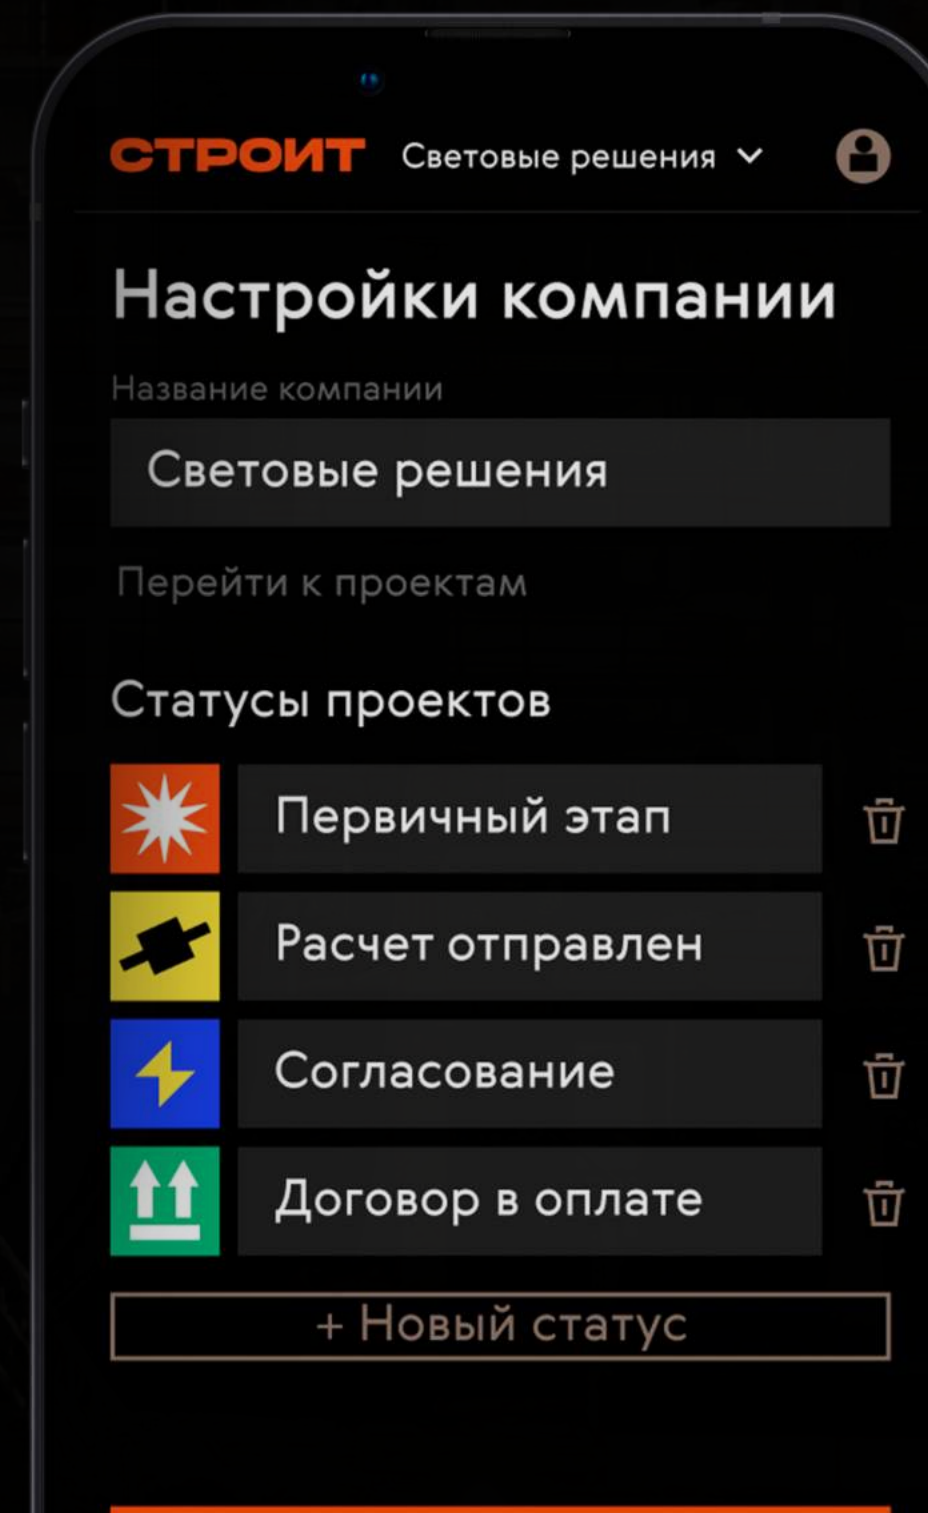 СТРОИТ Световые решения
Настройки компании
Название компании
Световые решения
Перейти к проектам
Статусы проектов
Первичный этап
Расчет отправлен
Согласование
Договор в оплате
+ Новый статус